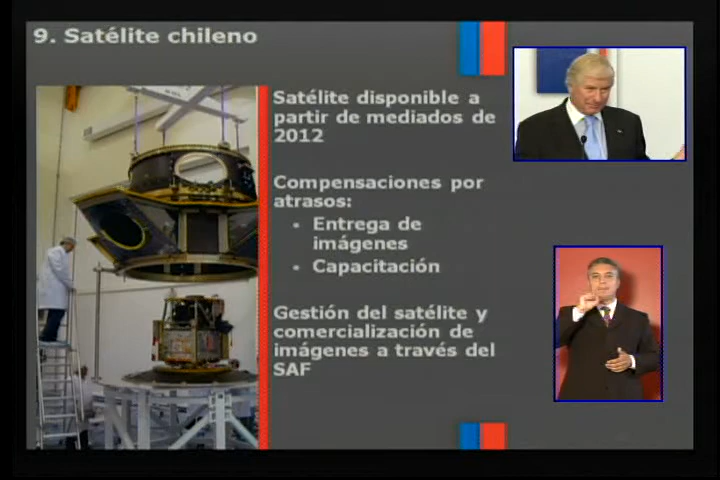 9. Satélite chileno
Satélite disponible a
partir de mediados de
2012
Compensaciones por
atrasos:
Entrega de
imágenes
Capacitación
Gestión del satélite y
comercialización de
imágenes a través del
SAF